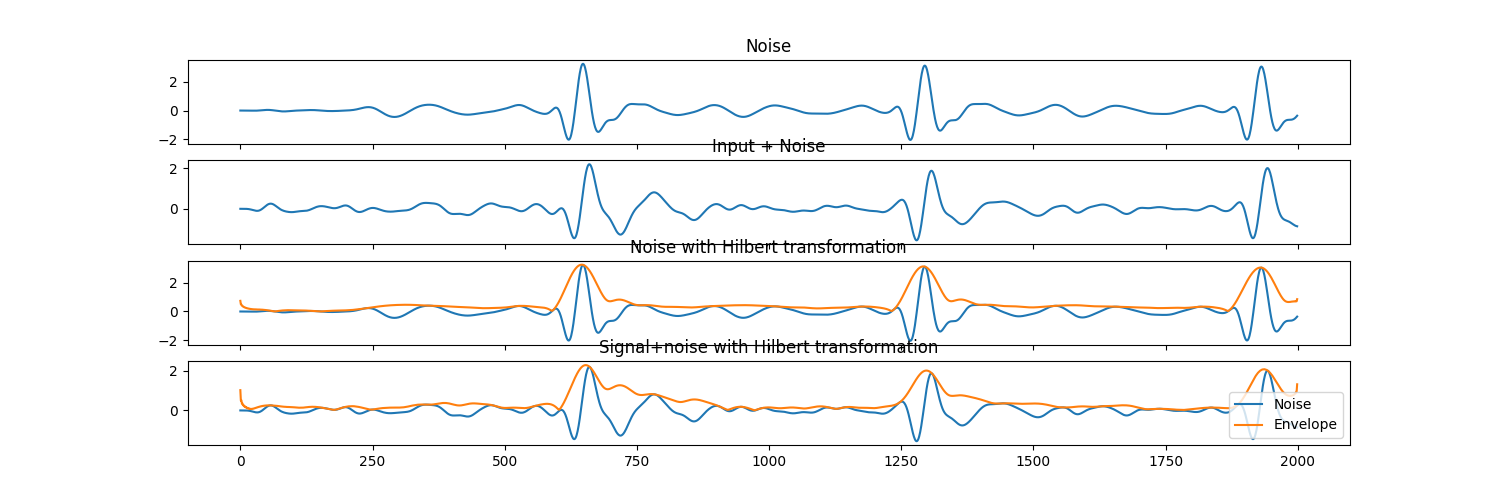 Noise
2
0
−2
Input + Noise
2
0
Noise with Hilbert transformation
2
0
−2
Signal+noise with Hilbert transformation
2
0
Noise
Envelope
0 250 500 750 1000 1250 1500 1750 2000